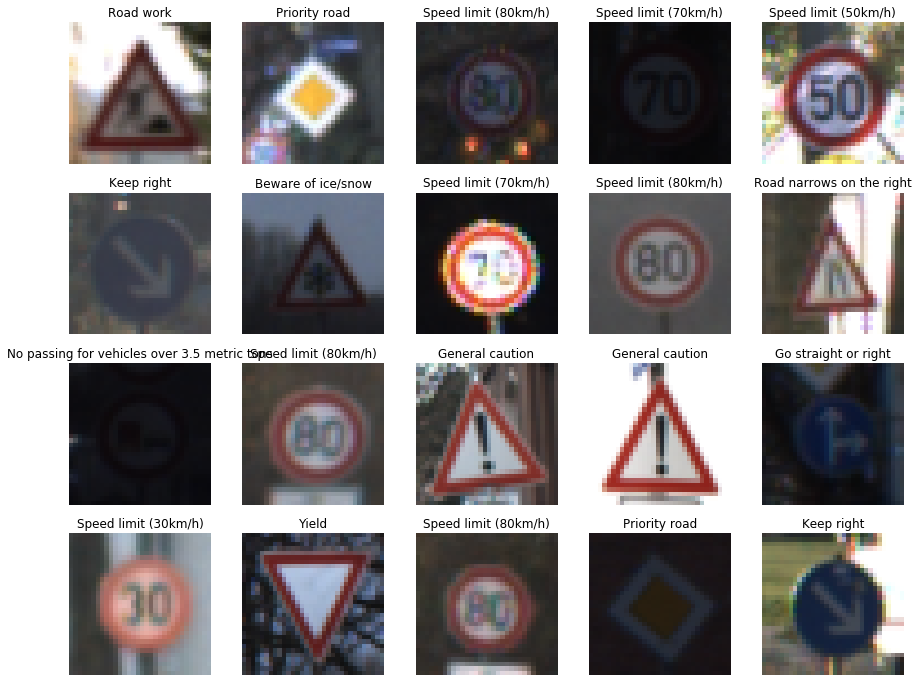 Road work
Priority road
Speed limit (80km/h)
Speed limit (70km/h)
Speed limit (50km/h)
80
70
50
Keep right
Beware of ice/snow
Speed limit (70km/h)
Speed limit (80km/h)
Road narrows on the right
70
80
No passing for vehicles over 3.5 metric tons
Speed limit (80km/h)
General caution
General caution
Go straight or right
80
!
!
Speed limit (30km/h)
Yield
Speed limit (80km/h)
Priority road
Keep right
30
80